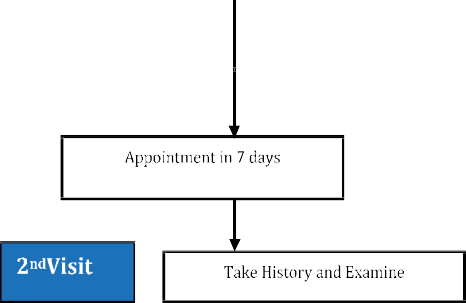 Appointment in 7 days
2ndVisit
Take History and Examine